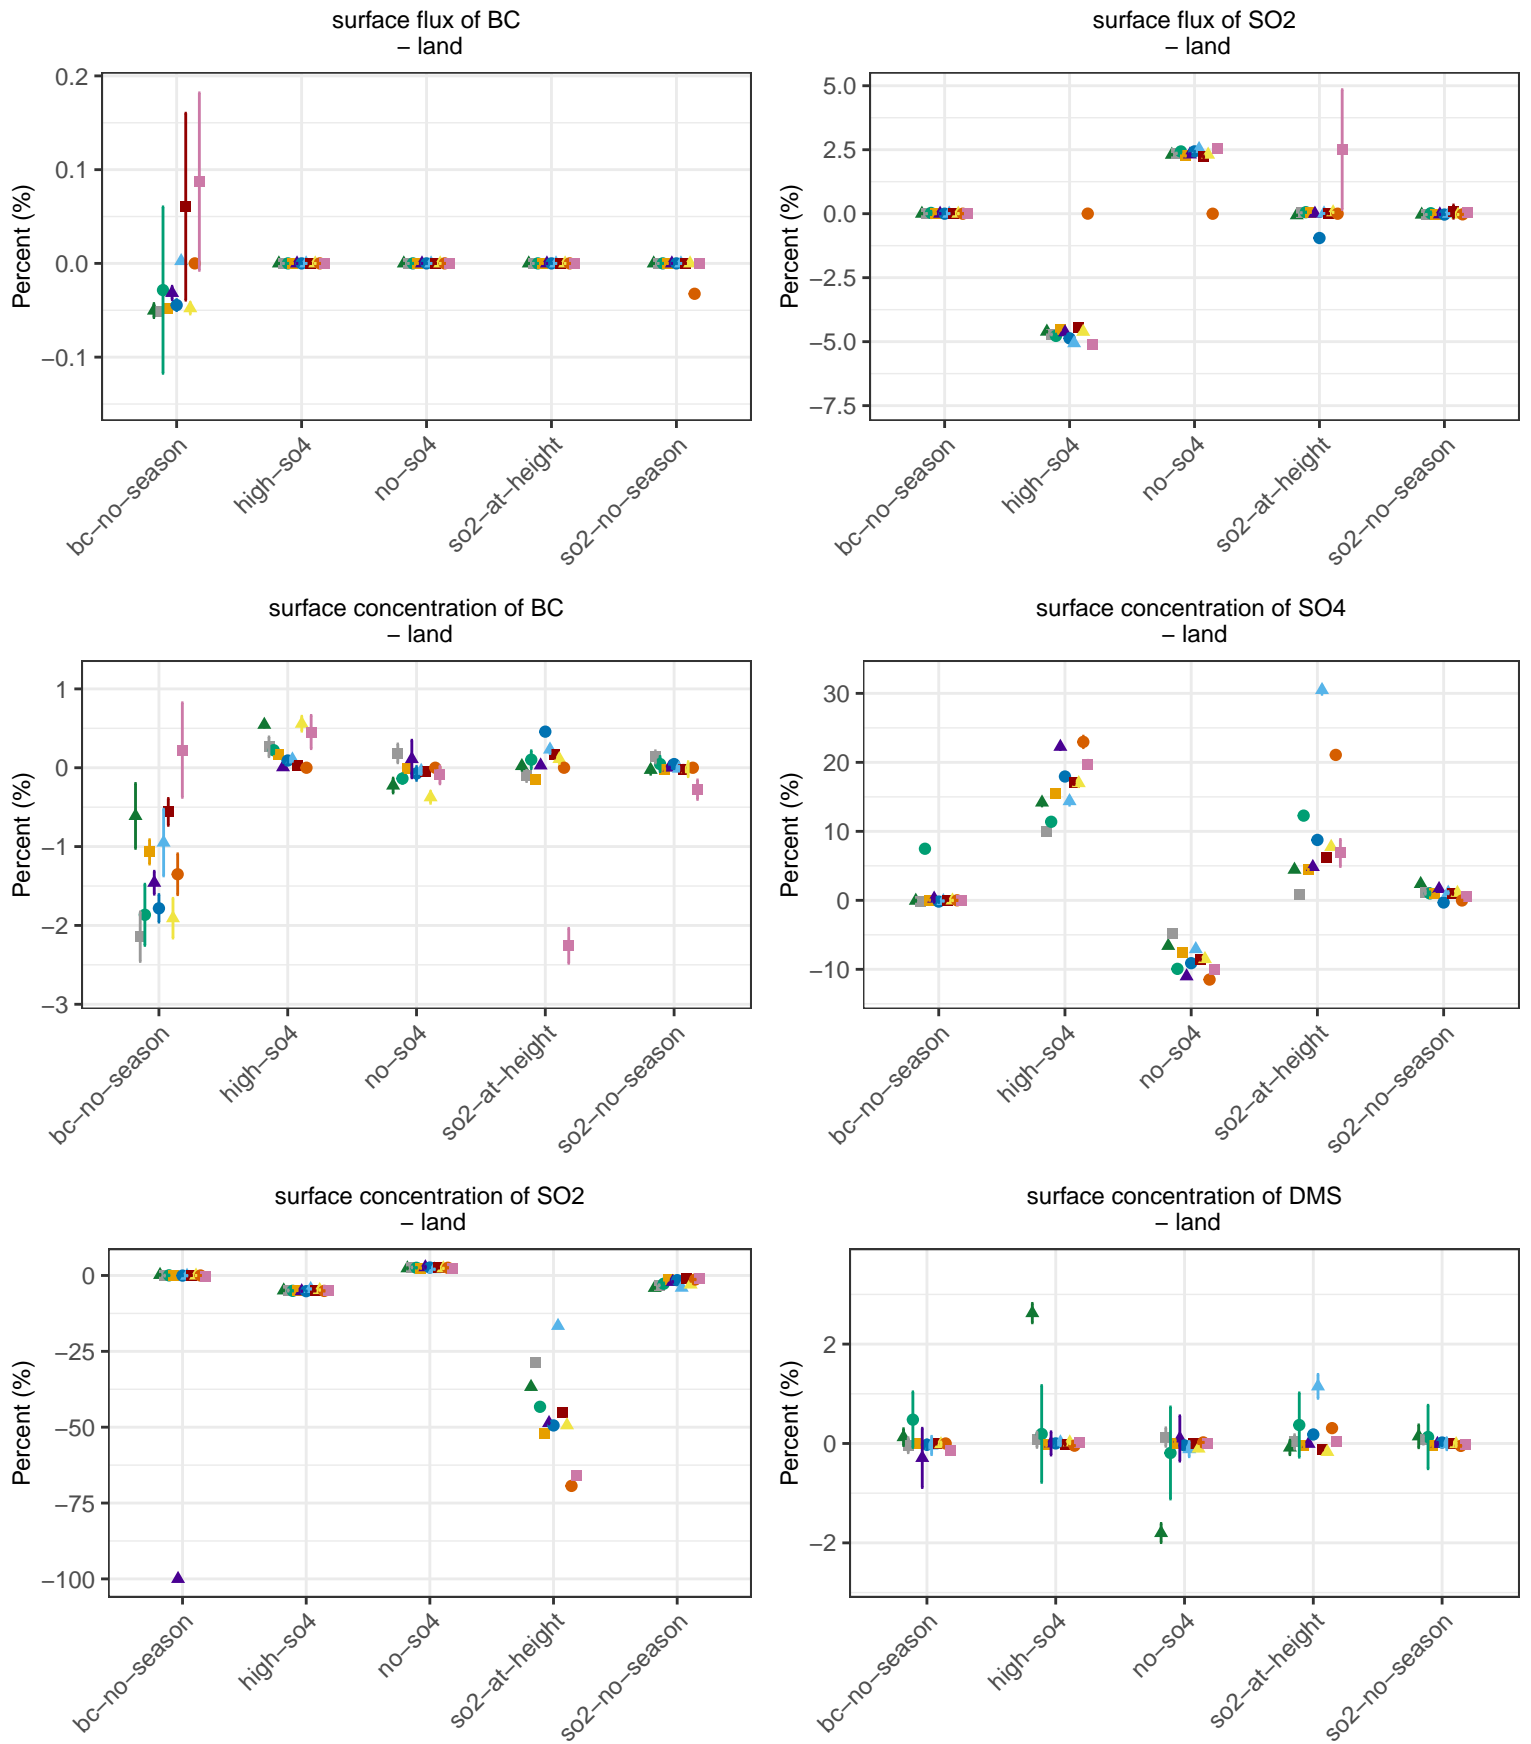 surface flux of BC
– land
Percent (%)
0.2
0.1
0.0
−0.1
bc−no−season
high−so4
no−so4
so2−at−height
so2−no−season
surface flux of SO2
– land
Percent (%)
5.0
2.5
0.0
−2.5
−5.0
−7.5
bc−no−season
high−so4
no−so4
so2−at−height
so2−no−season
surface concentration of BC
– land
Percent (%)
1
0
−1
−2
−3
bc−no−season
high−so4
no−so4
so2−at−height
so2−no−season
surface concentration of SO4
– land
Percent (%)
30
20
10
0
−10
bc−no−season
high−so4
no−so4
so2−at−height
so2−no−season
surface concentration of SO2
– land
Percent (%)
0
−25
−50
−75
−100
bc−no−season
high−so4
no−so4
so2−at−height
so2−no−season
surface concentration of DMS
– land
Percent (%)
2
0
−2
bc−no−season
high−so4
no−so4
so2−at−height
so2−no−season